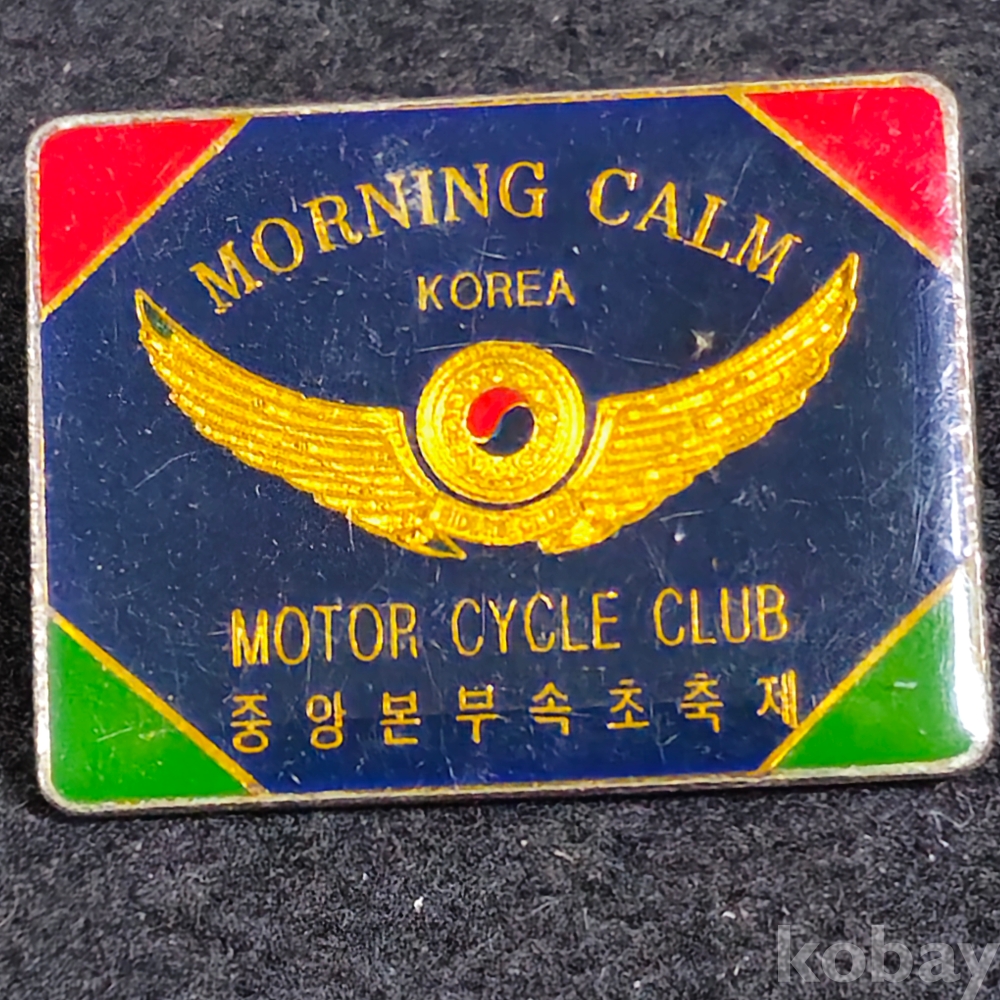 MORNING CALM
KOREA
MOTOR CYCLE CLUB
중앙본부속초축제
kobay